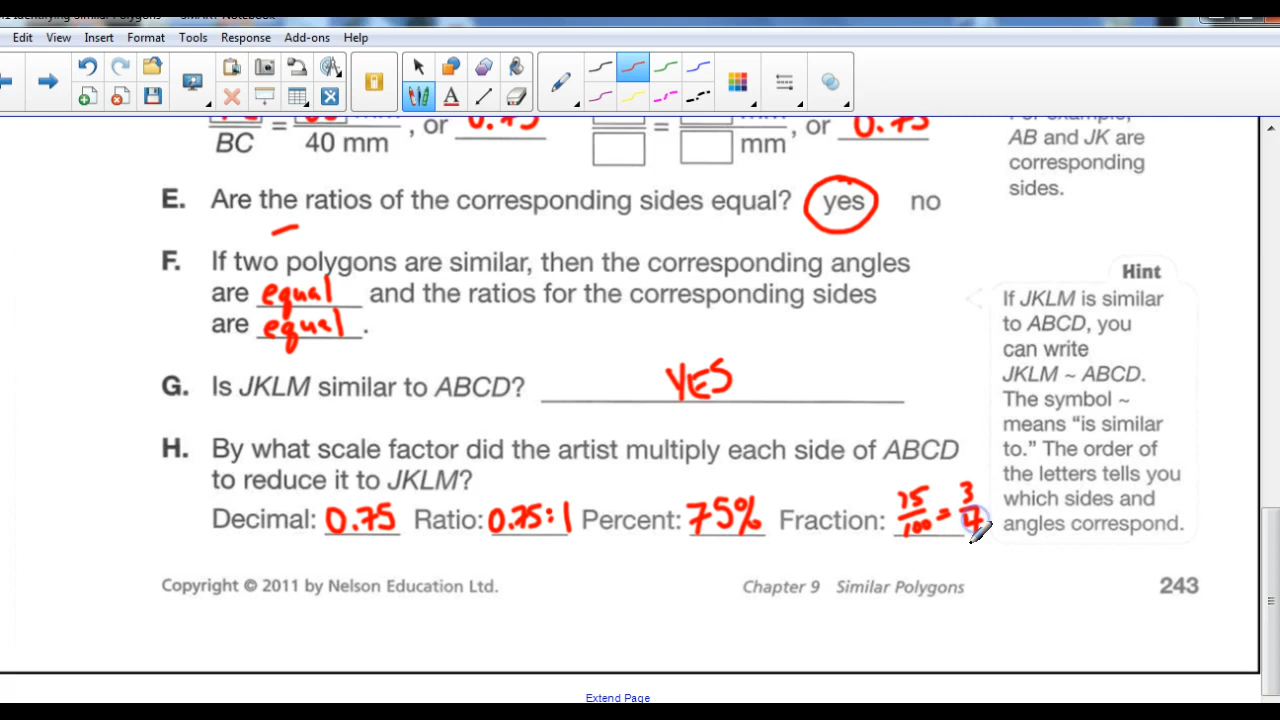 Edit View Insert Format Tools Response Add-ons Help
BC = 40 mm , or 0.75
= mm , or 0.75
AB and JK are
corresponding
sides.
E. Are the ratios of the corresponding sides equal? yes no
F. If two polygons are similar, then the corresponding angles
are equal and the ratios for the corresponding sides
are equal .
G. Is JKLM similar to ABCD? YES
H. By what scale factor did the artist multiply each side of ABCD
to reduce it to JKLM?
Decimal: 0.75 Ratio: 0.75:1 Percent: 75% Fraction: 75/100 = 3/4
Hint
If JKLM is similar
to ABCD, you
can write
JKLM ~ ABCD.
The symbol ~
means “is similar
to.” The order of
the letters tells you
which sides and
angles correspond.
Copyright © 2011 by Nelson Education Ltd. Chapter 9 Similar Polygons 243
Extend Page